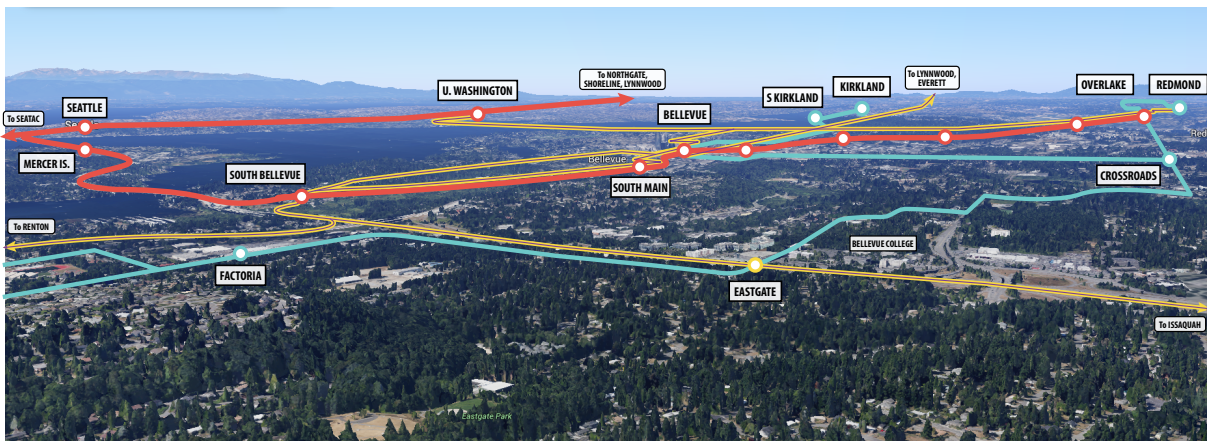 To NORTHGATE,
SHORELINE, LYNNWOOD
To LYNNWOOD,
EVERETT
OVERLAKE
REDMOND
U. WASHINGTON
S KIRKLAND
KIRKLAND
SEATTLE
To SEATAC
BELLEVUE
Red
MERCER IS.
Bellevue
SOUTH BELLEVUE
SOUTH MAIN
CROSSROADS
To RENTON
BELLEVUE COLLEGE
FACTORIA
EASTGATE
To ISSAQUAH
Eastgate Park